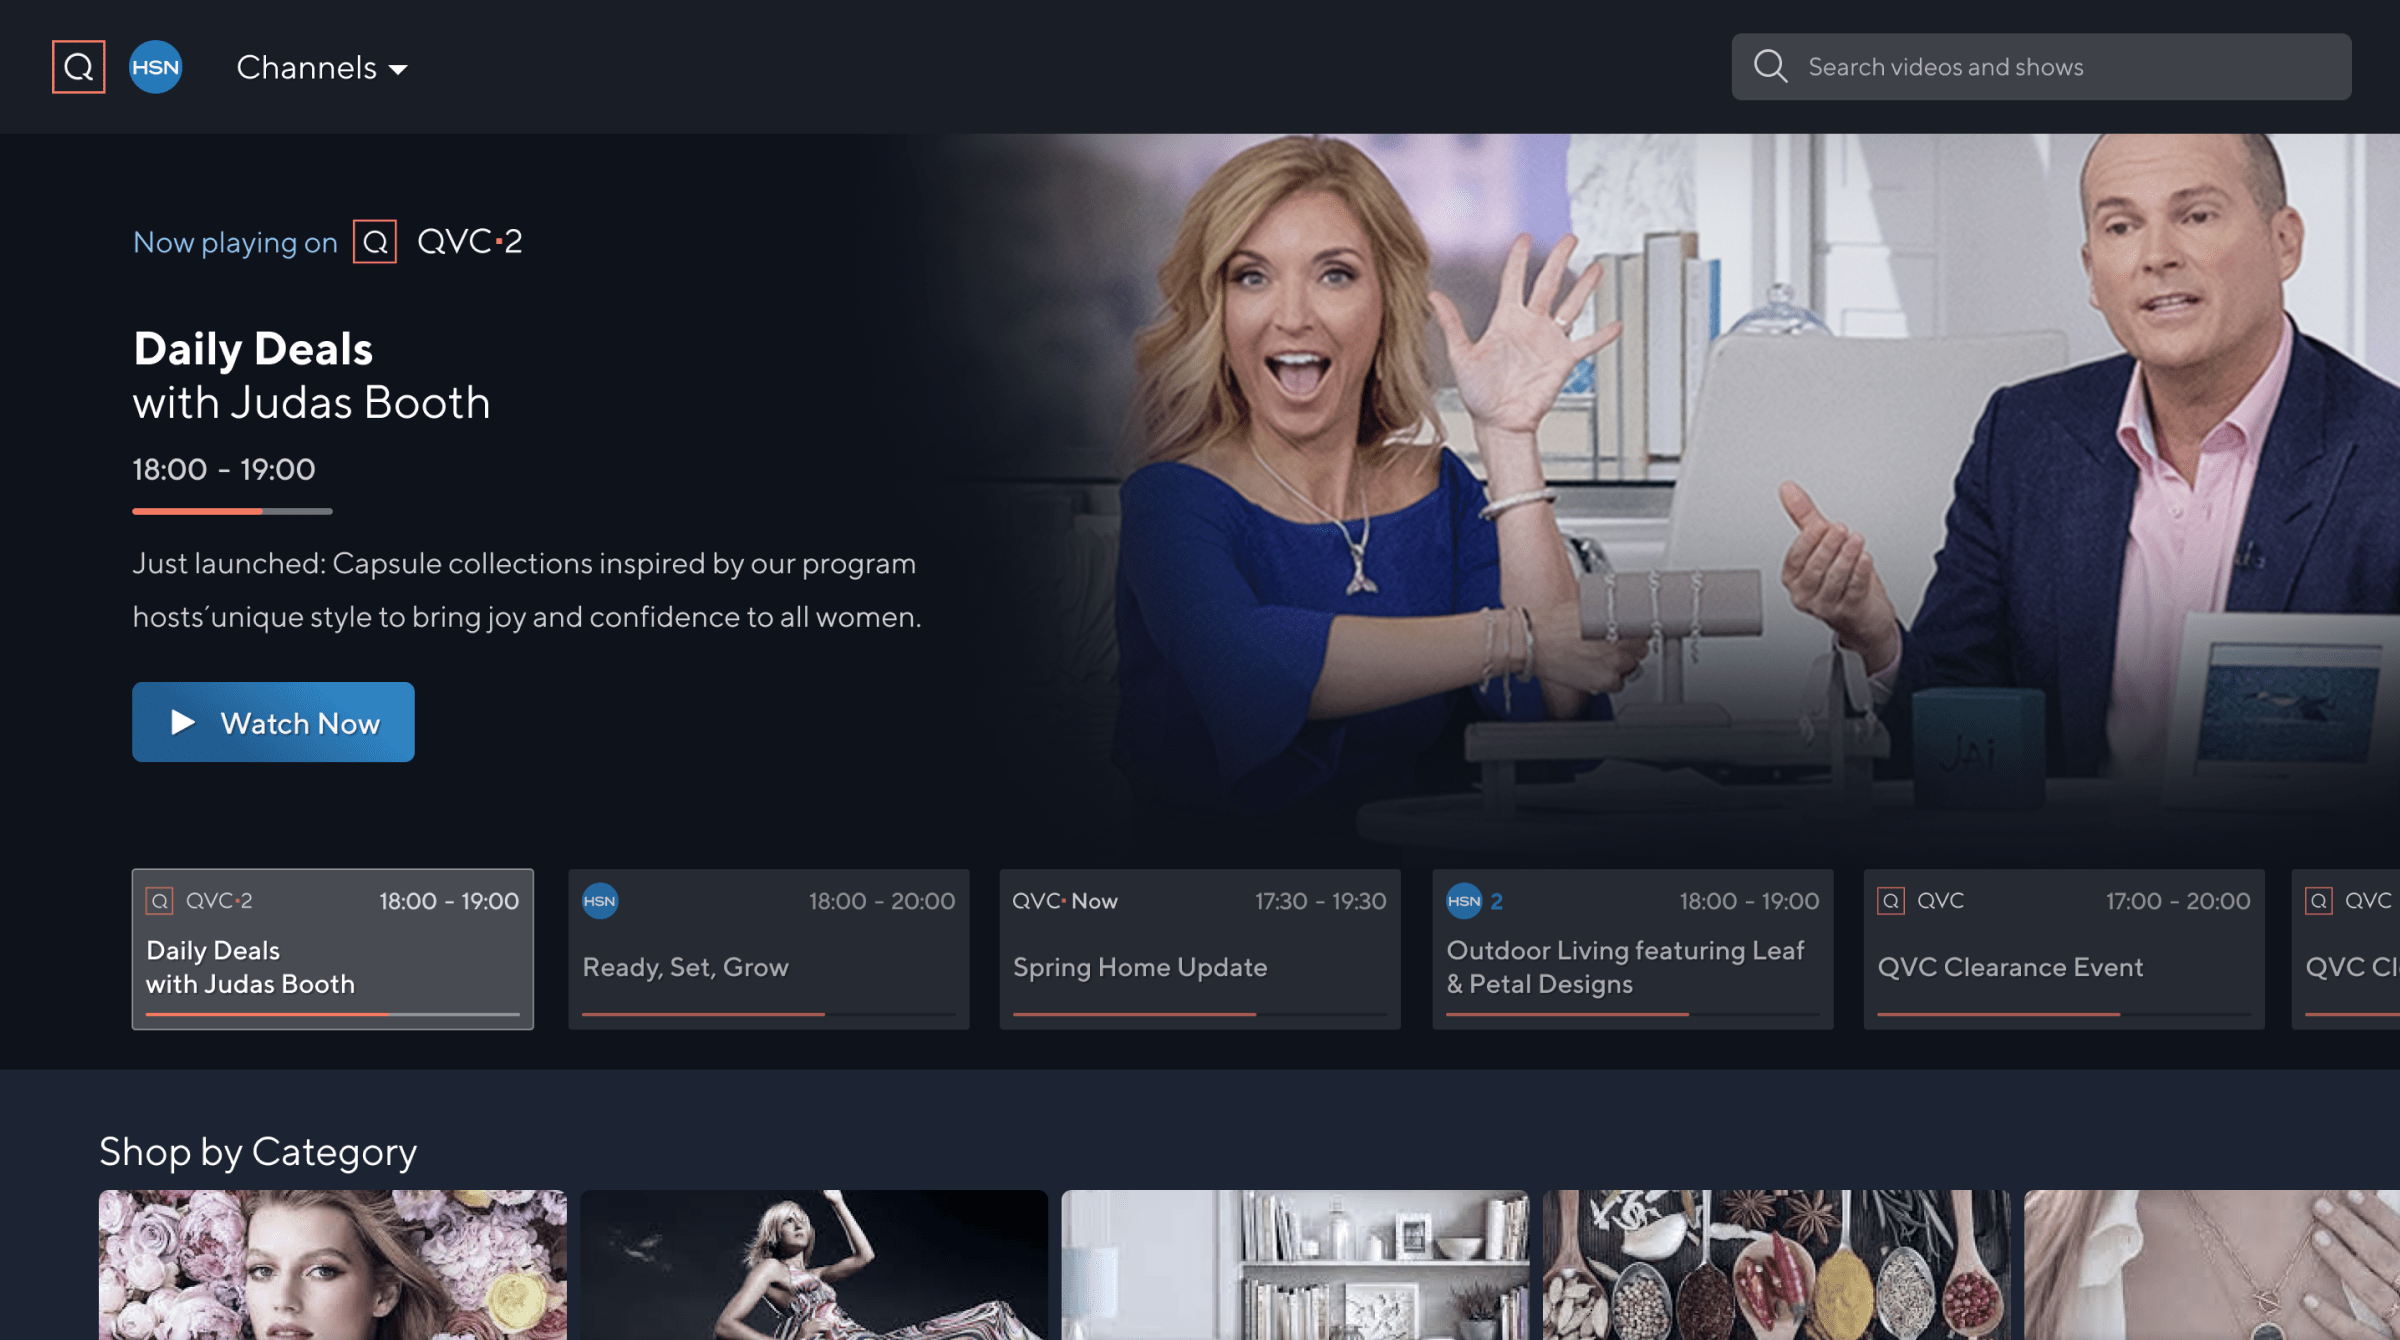 Q HSN Channels
Search videos and shows
Now playing on Q QVC·2
Daily Deals
with Judas Booth
18:00 - 19:00
Just launched: Capsule collections inspired by our program
hosts´unique style to bring joy and confidence to all women.
Watch Now
Q QVC·2 18:00 - 19:00
Daily Deals
with Judas Booth
HSN 18:00 - 20:00
Ready, Set, Grow
QVC· Now 17:30 - 19:30
Spring Home Update
HSN 2 18:00 - 19:00
Outdoor Living featuring Leaf
& Petal Designs
Q QVC 17:00 - 20:00
QVC Clearance Event
Q QVC
QVC Cl
JAi
Shop by Category